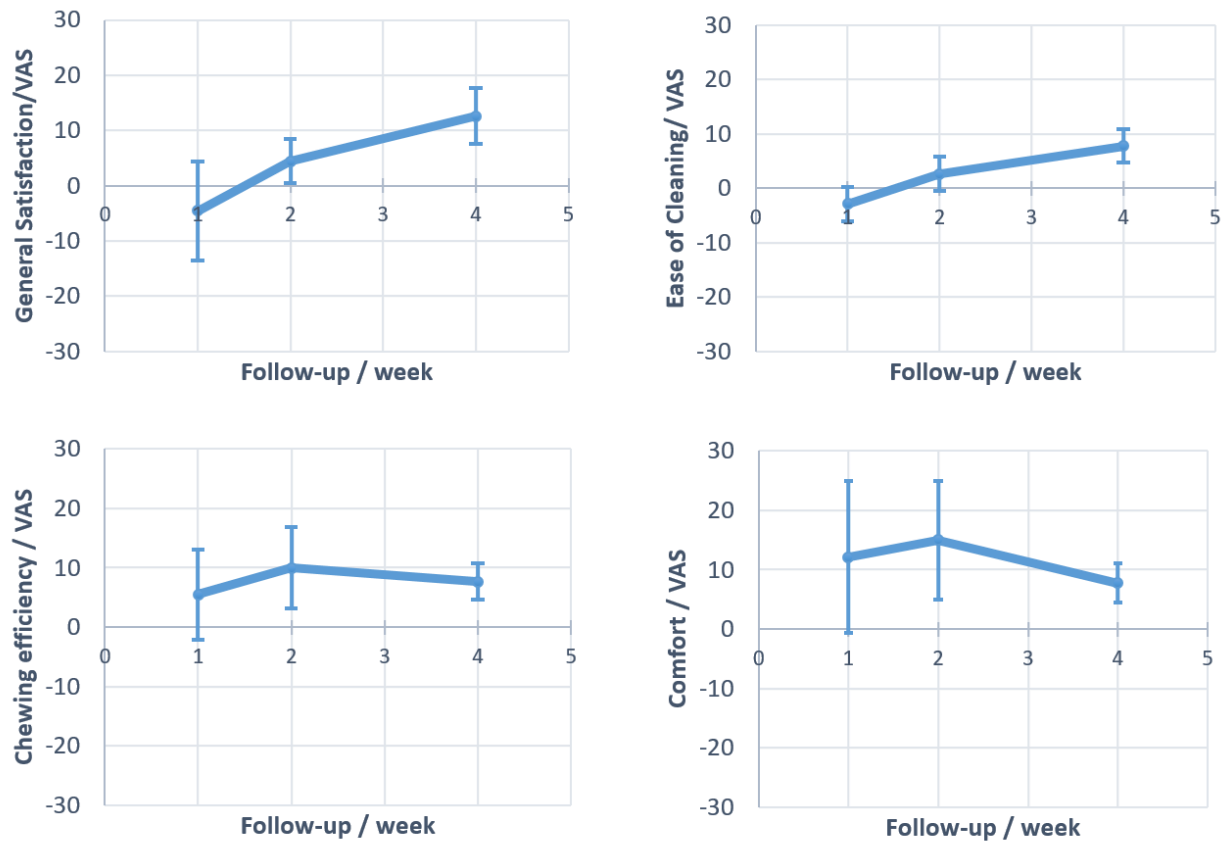 General Satisfaction/VAS
30
20
10
0
-10
-20
-30
0 1 2 3 4 5
Follow-up / week
Ease of Cleaning/ VAS
30
20
10
0
-10
-20
-30
0 1 2 3 4 5
Follow-up / week
Chewing efficiency / VAS
30
20
10
0
-10
-20
-30
0 1 2 3 4 5
Follow-up / week
Comfort / VAS
30
20
10
0
-10
-20
-30
0 1 2 3 4 5
Follow-up / week